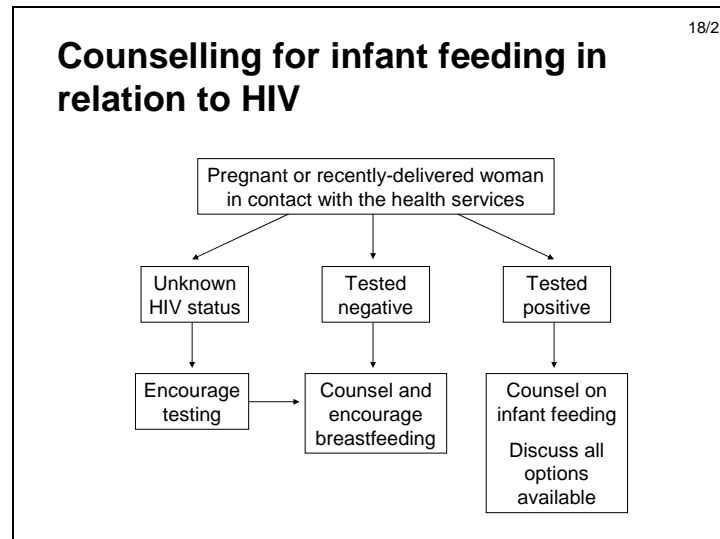 18/2
Counselling for infant feeding in
relation to HIV
Pregnant or recently-delivered woman
in contact with the health services
Unknown
HIV status
Tested
negative
Tested
positive
Encourage
testing
Counsel and
encourage
breastfeeding
Counsel on
infant feeding
Discuss all
options
available